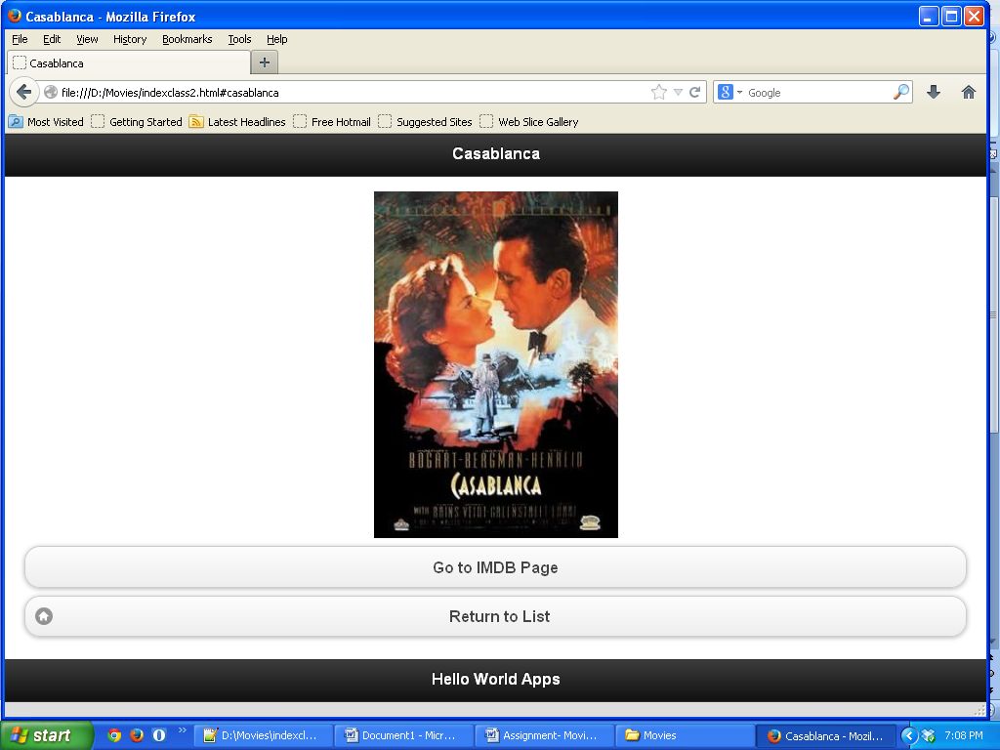 Casablanca - Mozilla Firefox
File Edit View History Bookmarks Tools Help
Casablanca
file:///D:/Movies/indexclass2.html#casablanca
Google
Most Visited Getting Started Latest Headlines Free Hotmail Suggested Sites Web Slice Gallery
Casablanca
BOGART-BERGMAN-HENREID
CASABLANCA
WITH RAINS VEIDT GREENSTREET LORRE
Go to IMDB Page
Return to List
Hello World Apps
start D:\Movies\indexcl... Document1 - Micr... Assignment- Movi... Movies Casablanca - Mozil... 7:08 PM